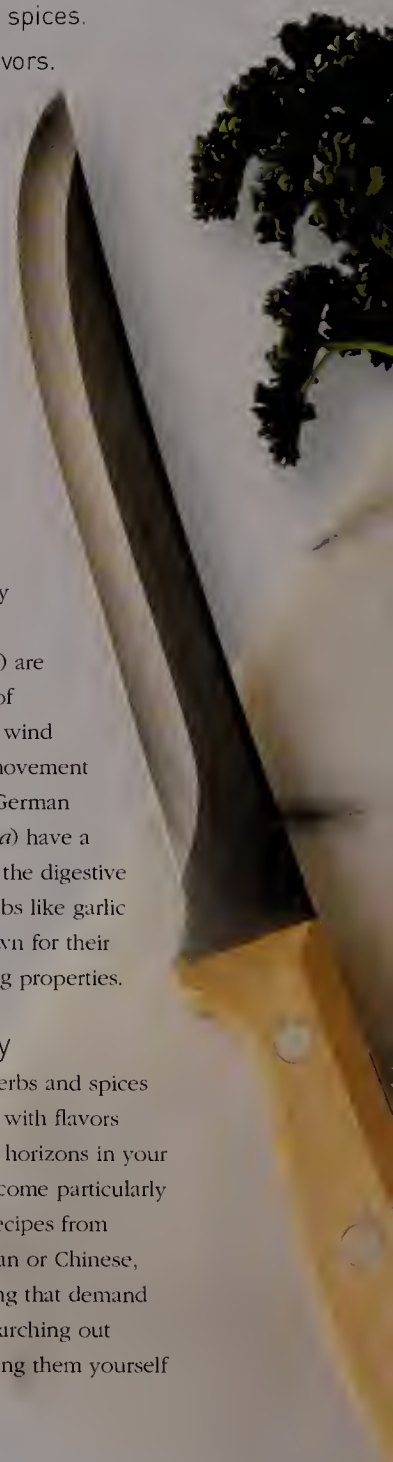 spices.
vors.
y
) are
of
wind
ovement
German
a) have a
the digestive
bs like garlic
wn for their
g properties.
y
erbs and spices
with flavors
horizons in your
come particularly
ecipes from
an or Chinese,
ng that demand
arching out
ng them yourself